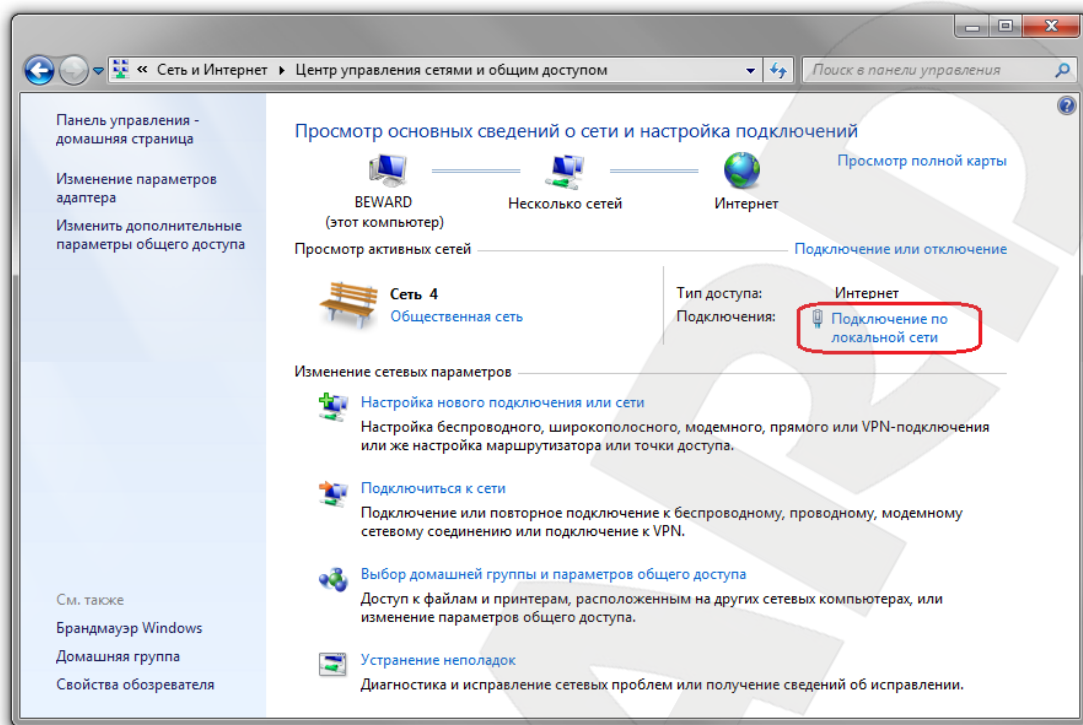 « Сеть и Интернет ▸ Центр управления сетями и общим доступом
Поиск в панели управления
Панель управления -
домашняя страница
Изменение параметров
адаптера
Изменить дополнительные
параметры общего доступа
Просмотр основных сведений о сети и настройка подключений
Просмотр полной карты
BEWARD
(этот компьютер)
Несколько сетей
Интернет
Просмотр активных сетей
Подключение или отключение
Сеть 4
Общественная сеть
Тип доступа: Интернет
Подключения: Подключение по
локальной сети
Изменение сетевых параметров
Настройка нового подключения или сети
Настройка беспроводного, широкополосного, модемного, прямого или VPN-подключения
или же настройка маршрутизатора или точки доступа.
Подключиться к сети
Подключение или повторное подключение к беспроводному, проводному, модемному
сетевому соединению или подключение к VPN.
Выбор домашней группы и параметров общего доступа
Доступ к файлам и принтерам, расположенным на других сетевых компьютерах, или
изменение параметров общего доступа.
Устранение неполадок
Диагностика и исправление сетевых проблем или получение сведений об исправлении.
См. также
Брандмауэр Windows
Домашняя группа
Свойства обозревателя